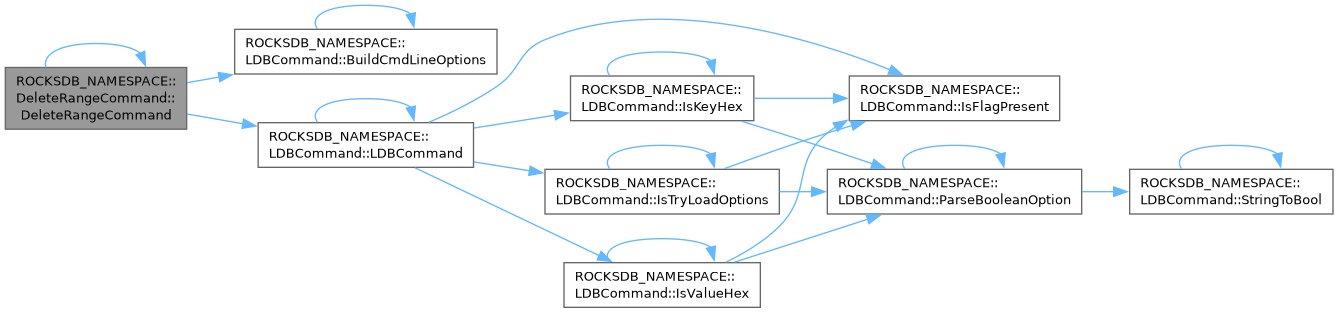 ROCKSDB_NAMESPACE::
DeleteRangeCommand::
DeleteRangeCommand
ROCKSDB_NAMESPACE::
LDBCommand::BuildCmdLineOptions
ROCKSDB_NAMESPACE::
LDBCommand::LDBCommand
ROCKSDB_NAMESPACE::
LDBCommand::IsKeyHex
ROCKSDB_NAMESPACE::
LDBCommand::IsTryLoadOptions
ROCKSDB_NAMESPACE::
LDBCommand::IsValueHex
ROCKSDB_NAMESPACE::
LDBCommand::IsFlagPresent
ROCKSDB_NAMESPACE::
LDBCommand::ParseBooleanOption
ROCKSDB_NAMESPACE::
LDBCommand::StringToBool